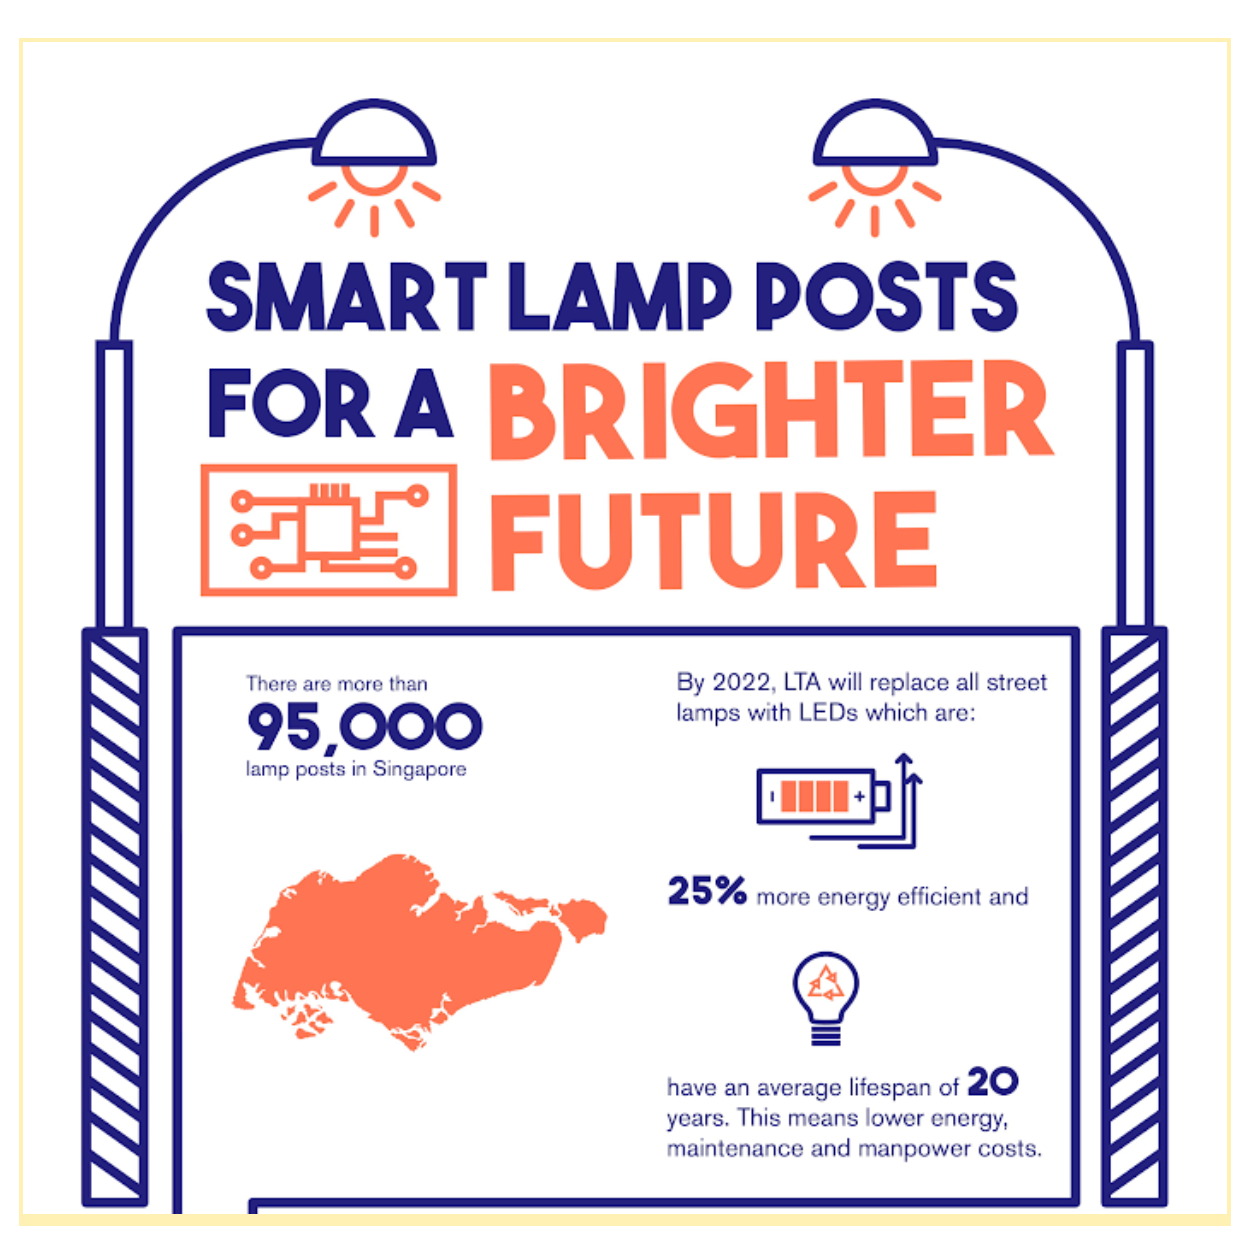 SMART LAMP POSTS
FOR A BRIGHTER
FUTURE
There are more than
95,000
lamp posts in Singapore
By 2022, LTA will replace all street
lamps with LEDs which are:
25% more energy efficient and
have an average lifespan of 20
years. This means lower energy,
maintenance and manpower costs.